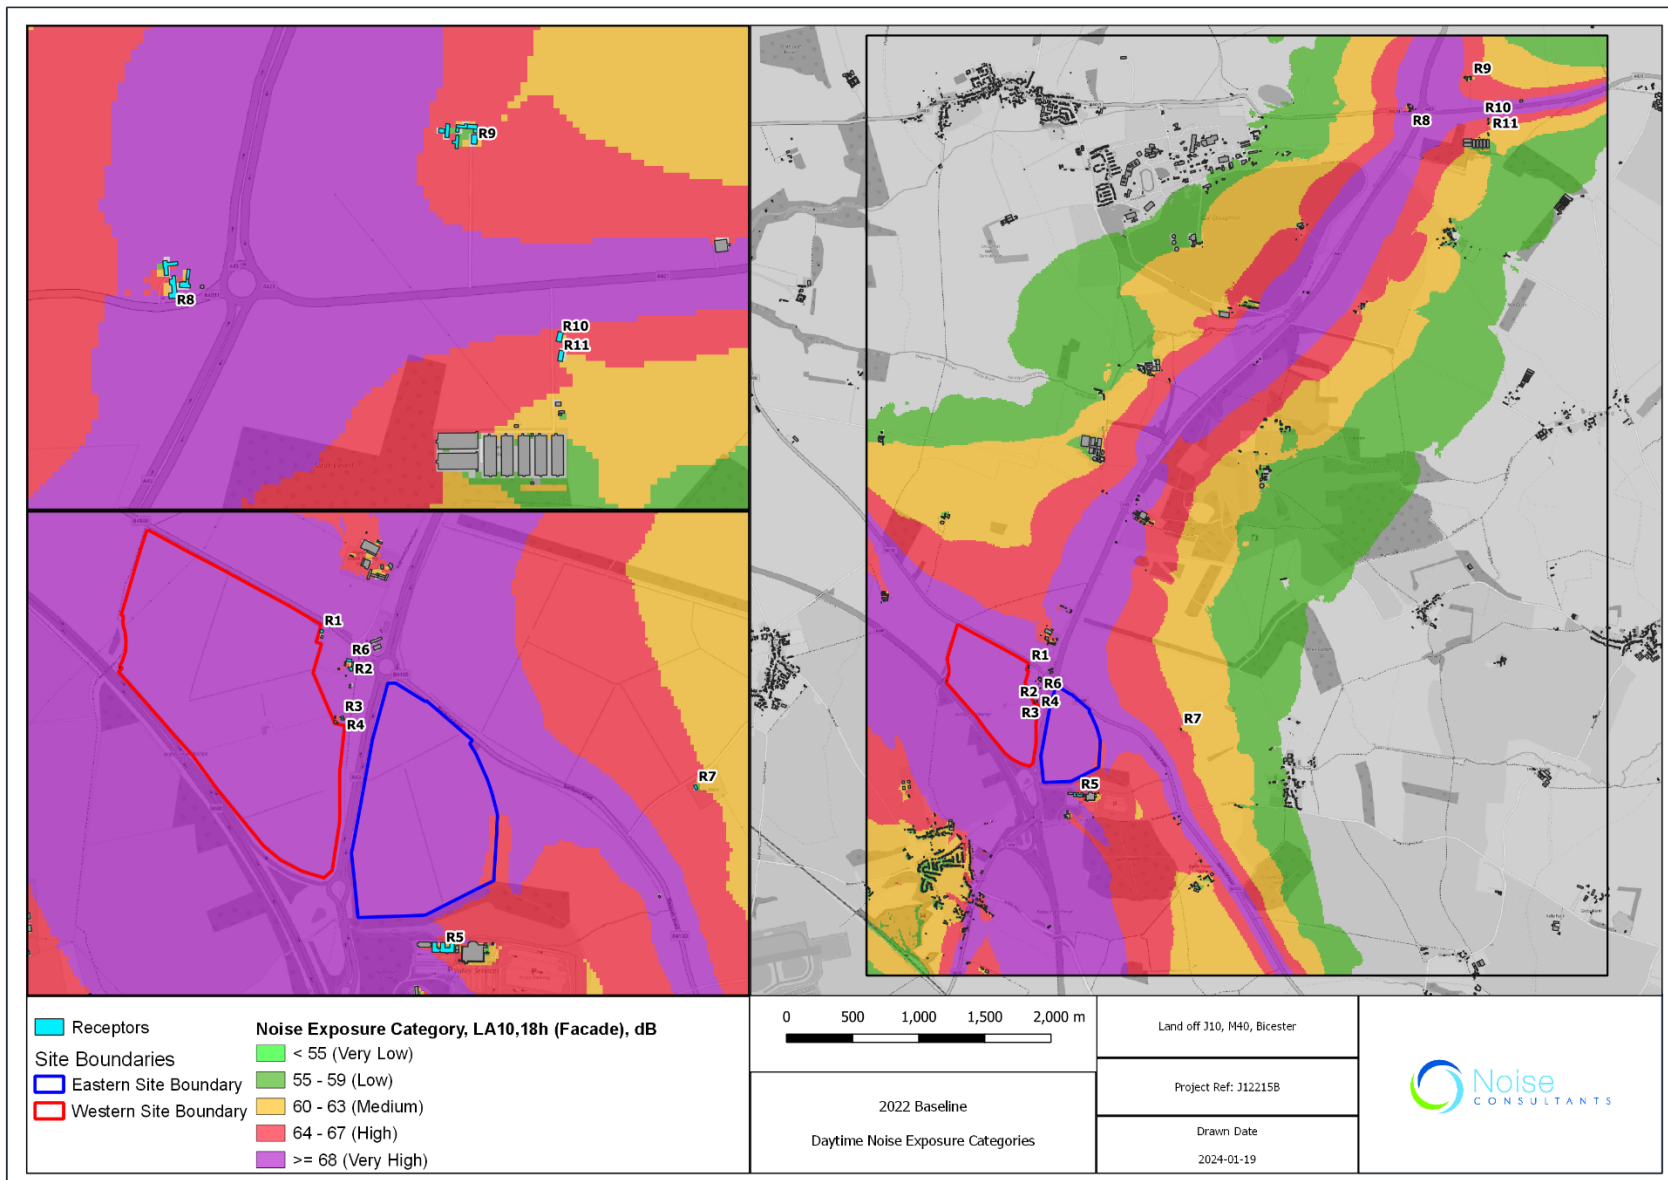 R9
R8
R10
R11
R1
R6
R2
R3
R4
R7
R5
R9
R10
R8
R11
R1
R6
R2
R4
R3
R7
R5
Receptors
Site Boundaries
Eastern Site Boundary
Western Site Boundary
Noise Exposure Category, LA10,18h (Facade), dB
< 55 (Very Low)
55 - 59 (Low)
60 - 63 (Medium)
64 - 67 (High)
>= 68 (Very High)
0 500 1,000 1,500 2,000 m
2022 Baseline
Daytime Noise Exposure Categories
Land off J10, M40, Bicester
Project Ref: J12215B
Drawn Date
2024-01-19
Noise
CONSULTANTS